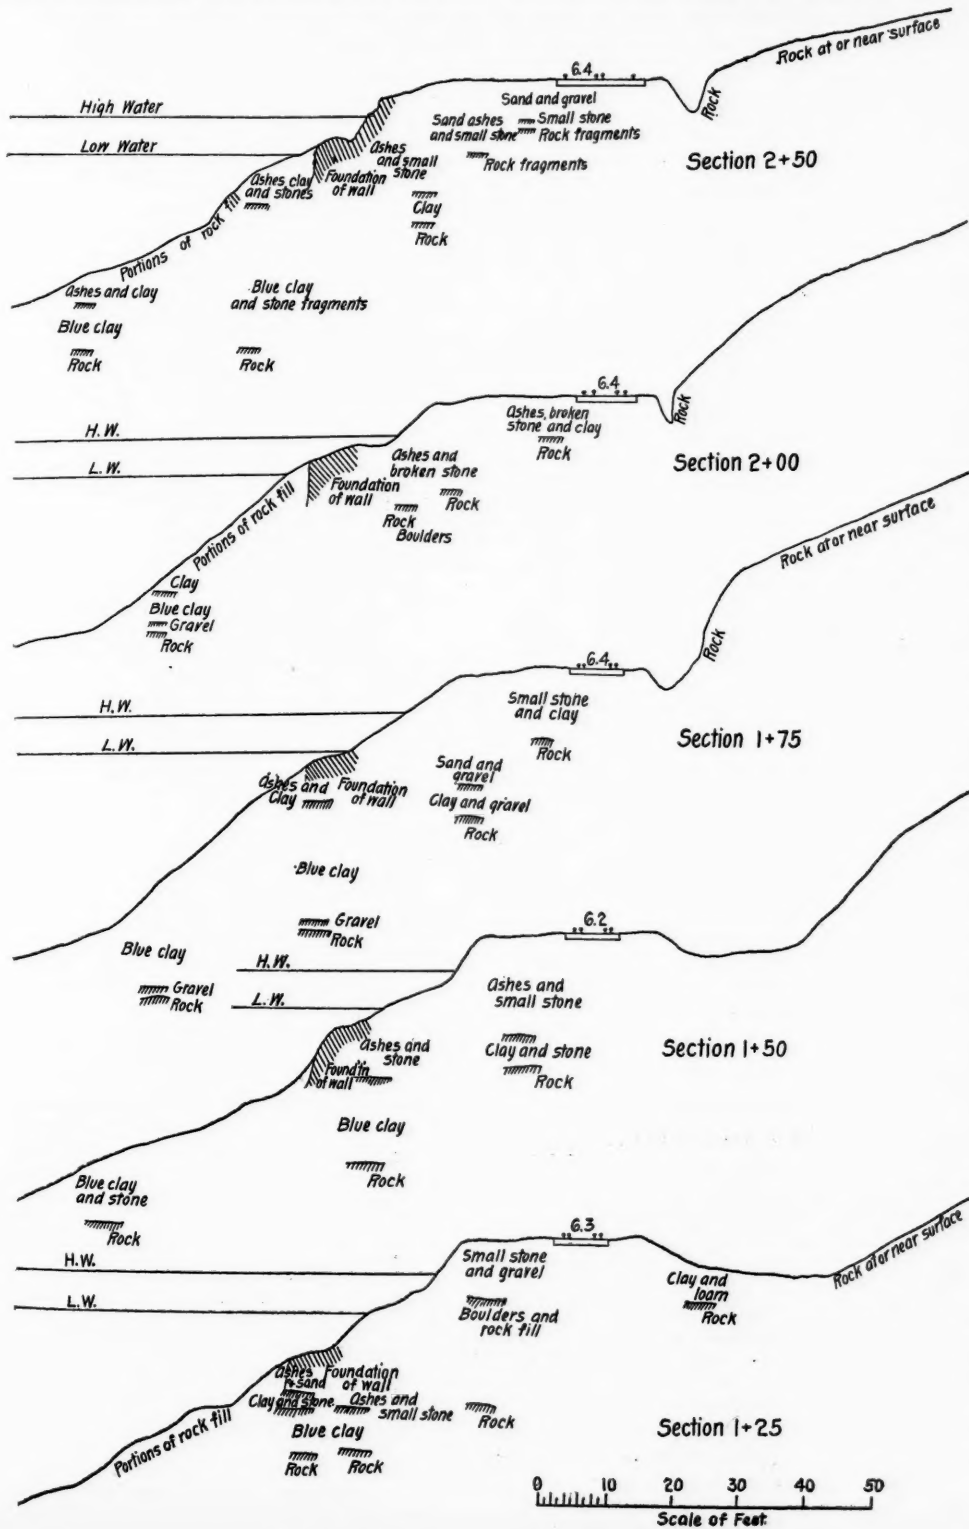 6.4
Rock at or near surface
High Water
Sand and gravel
Rock
Sand ashes
and small stone
Small stone
Rock fragments
Low Water
Ashes
and small
stone
Rock fragments
Section 2+50
Ashes clay
and stones
Foundation
of wall
Clay
Rock
Portions of rock fill
Ashes and clay
Blue clay
and stone fragments
Blue clay
Rock
Rock
6.4
Rock
Ashes, broken
stone and clay
Rock
H.W.
L.W.
Ashes and
broken stone
Section 2+00
Foundation
of wall
Rock
Rock
Boulders
Portions of rock fill
Clay
Blue clay
Gravel
Rock
Rock at or near surface
6.4
Rock
H.W.
Small stone
and clay
Rock
Section 1+75
L.W.
Sand and
gravel
Ashes and
Clay
Foundation
of wall
Clay and gravel
Rock
Blue clay
Gravel
Rock
Blue clay
Gravel
Rock
6.2
H.W.
L.W.
Ashes and
small stone
Ashes and
stone
Clay and stone
Rock
Section 1+50
Found'n
of wall
Blue clay
Rock
Blue clay
and stone
Rock
6.3
Rock at or near surface
H.W.
Small stone
and gravel
Clay and
loam
Rock
L.W.
Boulders and
rock fill
Ashes
& sand
Foundation
of wall
Clay and stone
Ashes and
small stone
Rock
Section 1+25
Portions of rock fill
Blue clay
Rock
Rock
0 10 20 30 40 50
Scale of Feet.